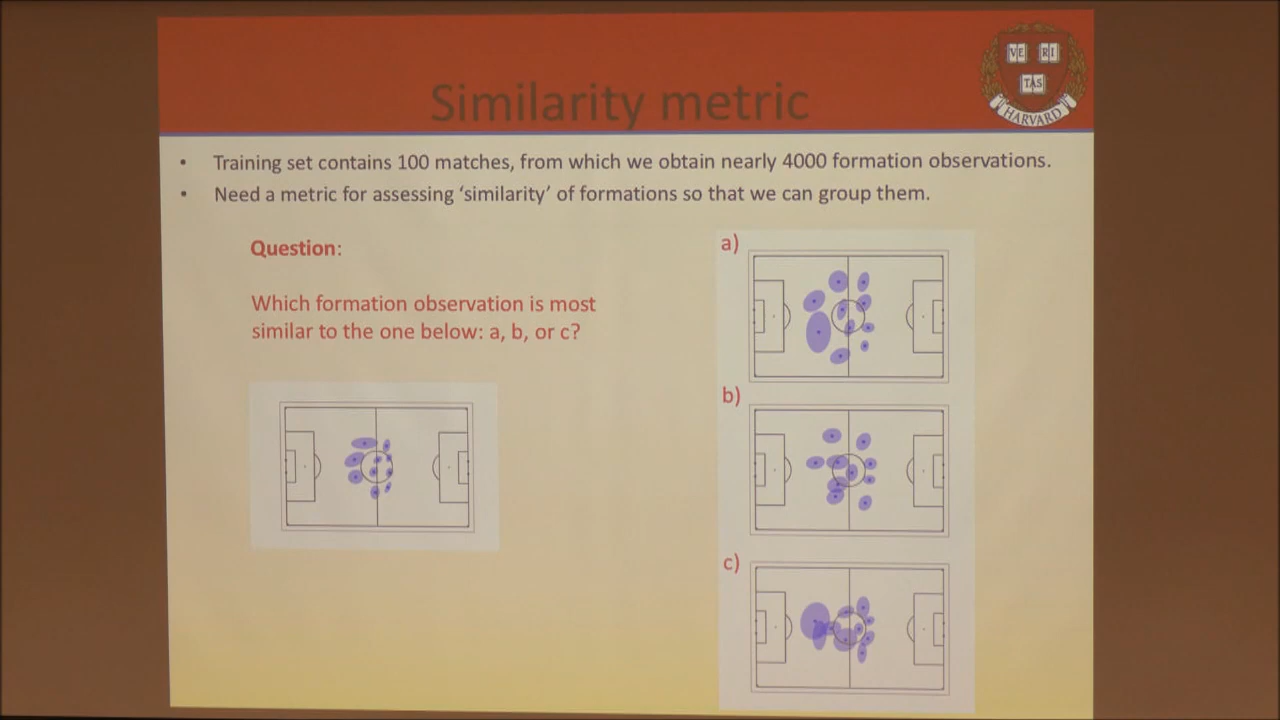 Similarity metric
VE RI
TAS
HARVARD
• Training set contains 100 matches, from which we obtain nearly 4000 formation observations.
• Need a metric for assessing ‘similarity’ of formations so that we can group them.
Question:
Which formation observation is most
similar to the one below: a, b, or c?
a)
b)
c)